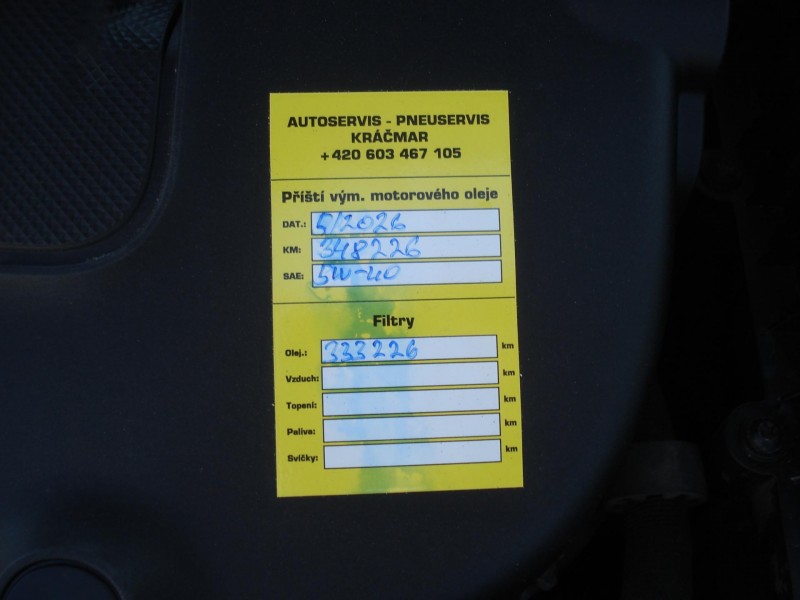 AUTOSERVIS - PNEUSERVIS
KRÁČMAR
+420 603 467 105
Příští vým. motorového oleje
DAT.: 5/2026
KM: 348226
SAE: 5W-40
Filtry
Olej.: 333226 km
Vzduch: km
Topení: km
Paliva: km
Svíčky: km